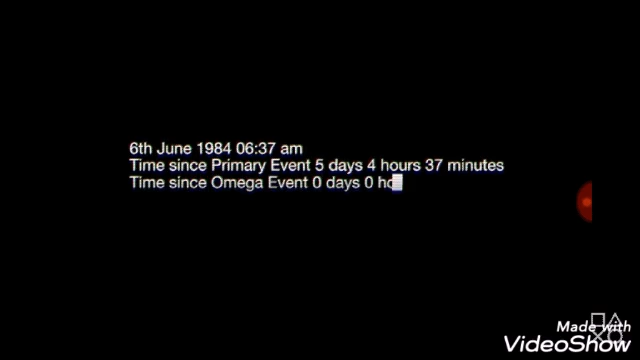 6th June 1984 06:37 am
Time since Primary Event 5 days 4 hours 37 minutes
Time since Omega Event 0 days 0 ho
Made with
VideoShow